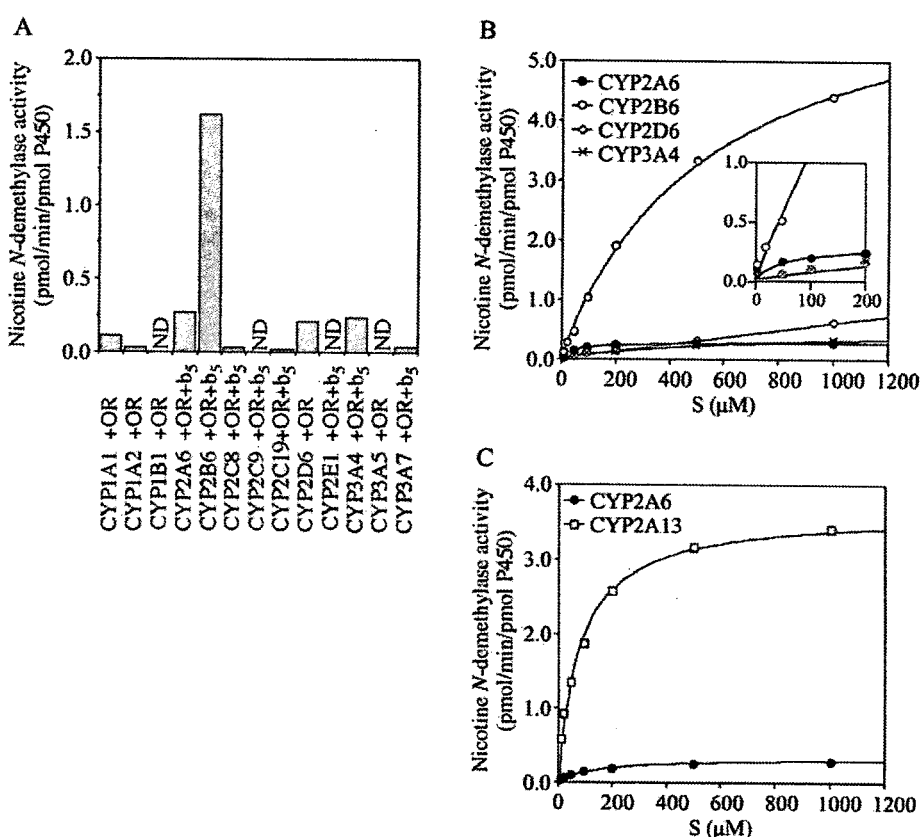 A
Nicotine N-demethylase activity
(pmol/min/pmol P450)
2.0
1.5
1.0
0.5
0.0
ND
ND
ND
ND
CYP1A1 +OR
CYP1A2 +OR
CYP1B1 +OR
CYP2A6 +OR+b5
CYP2B6 +OR+b5
CYP2C8 +OR+b5
CYP2C9 +OR+b5
CYP2C19+OR+b5
CYP2D6 +OR
CYP2E1 +OR+b5
CYP3A4 +OR+b5
CYP3A5 +OR
CYP3A7 +OR+b5
B
Nicotine N-demethylase activity
(pmol/min/pmol P450)
5.0
4.0
3.0
2.0
1.0
0.0
CYP2A6
CYP2B6
CYP2D6
CYP3A4
1.0
0.5
0.0
0 100 200
0 200 400 600 800 1000 1200
S (μM)
C
Nicotine N-demethylase activity
(pmol/min/pmol P450)
4.0
3.0
2.0
1.0
0.0
CYP2A6
CYP2A13
0 200 400 600 800 1000 1200
S (μM)